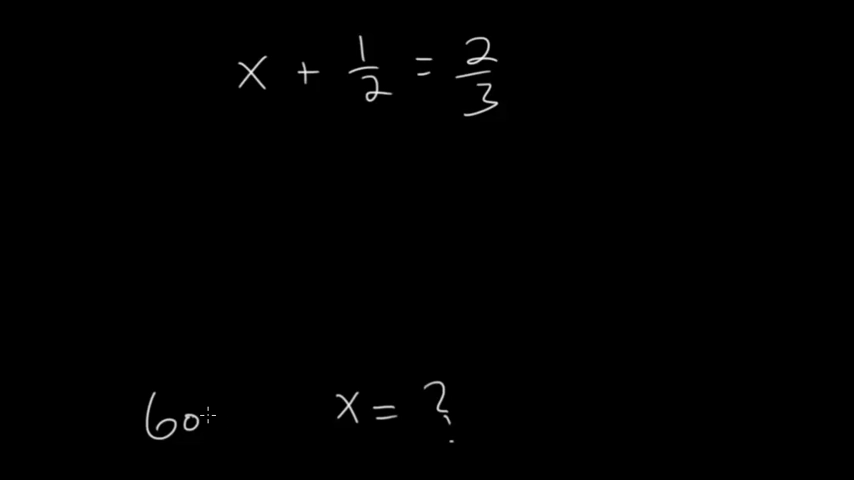 x + 1/2 = 2/3
60
x = ?